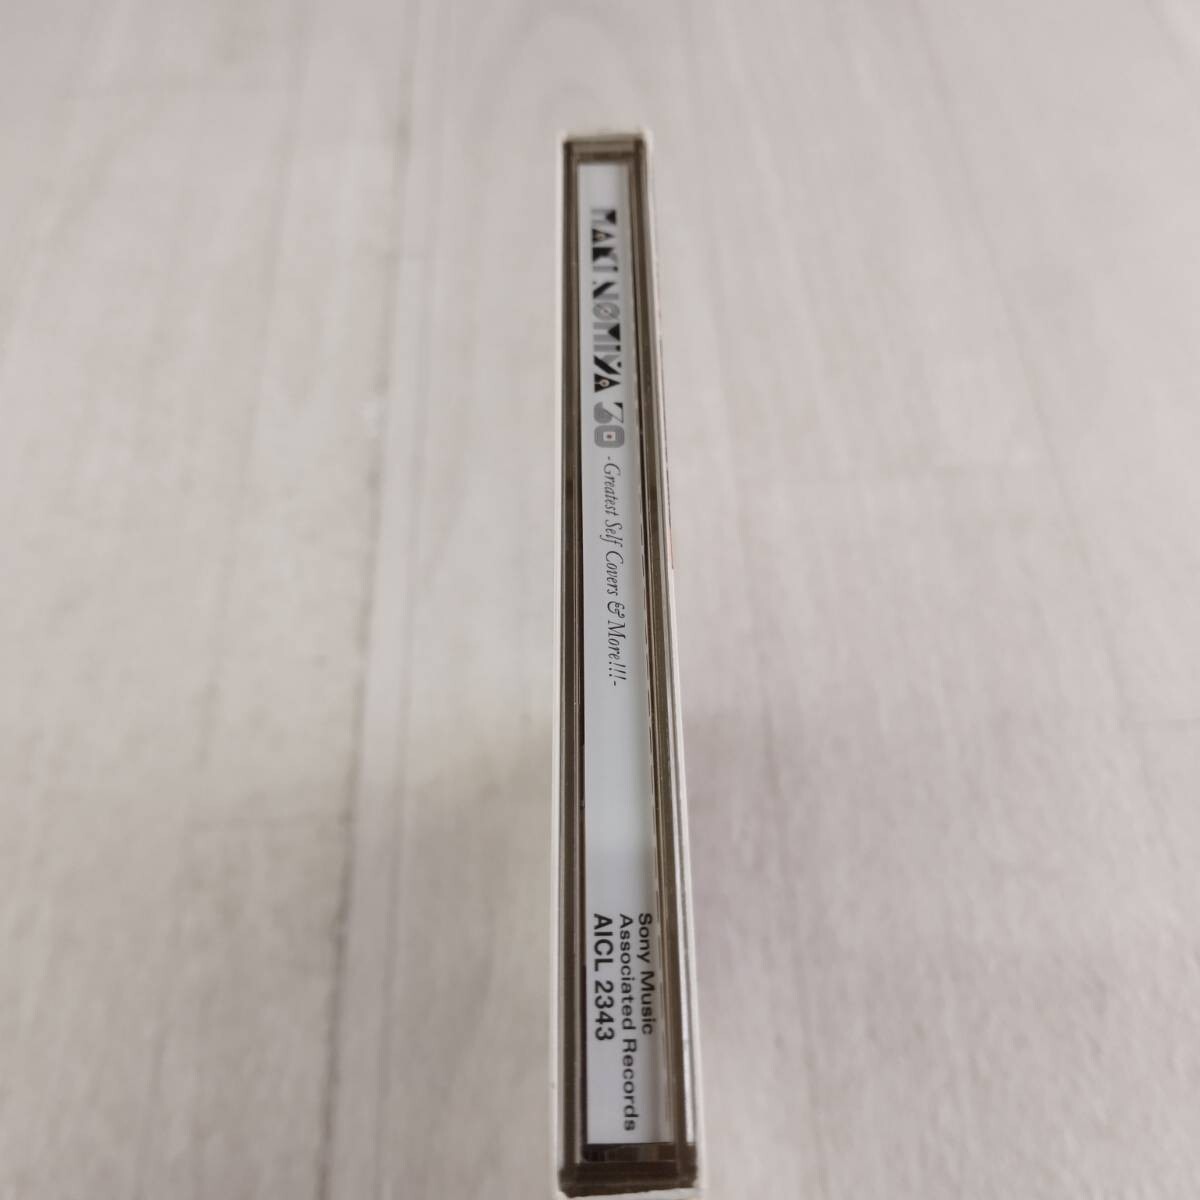 MAKI NOMIYA 30 -Greatest Self Covers & More!!!-
Sony Music
Associated Records
AICL 2343